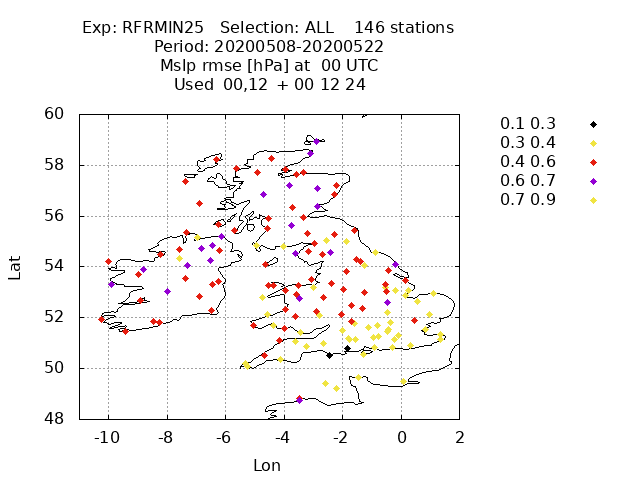 Exp: RFRMIN25 Selection: ALL 146 stations
Period: 20200508-20200522
Mslp rmse [hPa] at 00 UTC
Used 00,12 + 00 12 24
60
58
56
54
52
50
48
Lat
-10 -8 -6 -4 -2 0 2
Lon
0.1 0.3
0.3 0.4
0.4 0.6
0.6 0.7
0.7 0.9